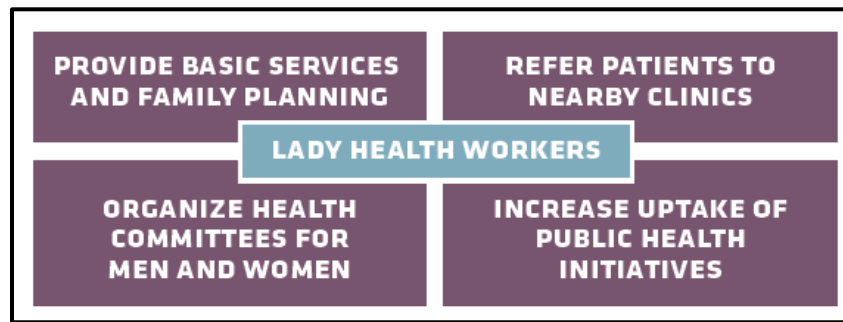 PROVIDE BASIC SERVICES
AND FAMILY PLANNING
REFER PATIENTS TO
NEARBY CLINICS
LADY HEALTH WORKERS
ORGANIZE HEALTH
COMMITTEES FOR
MEN AND WOMEN
INCREASE UPTAKE OF
PUBLIC HEALTH
INITIATIVES